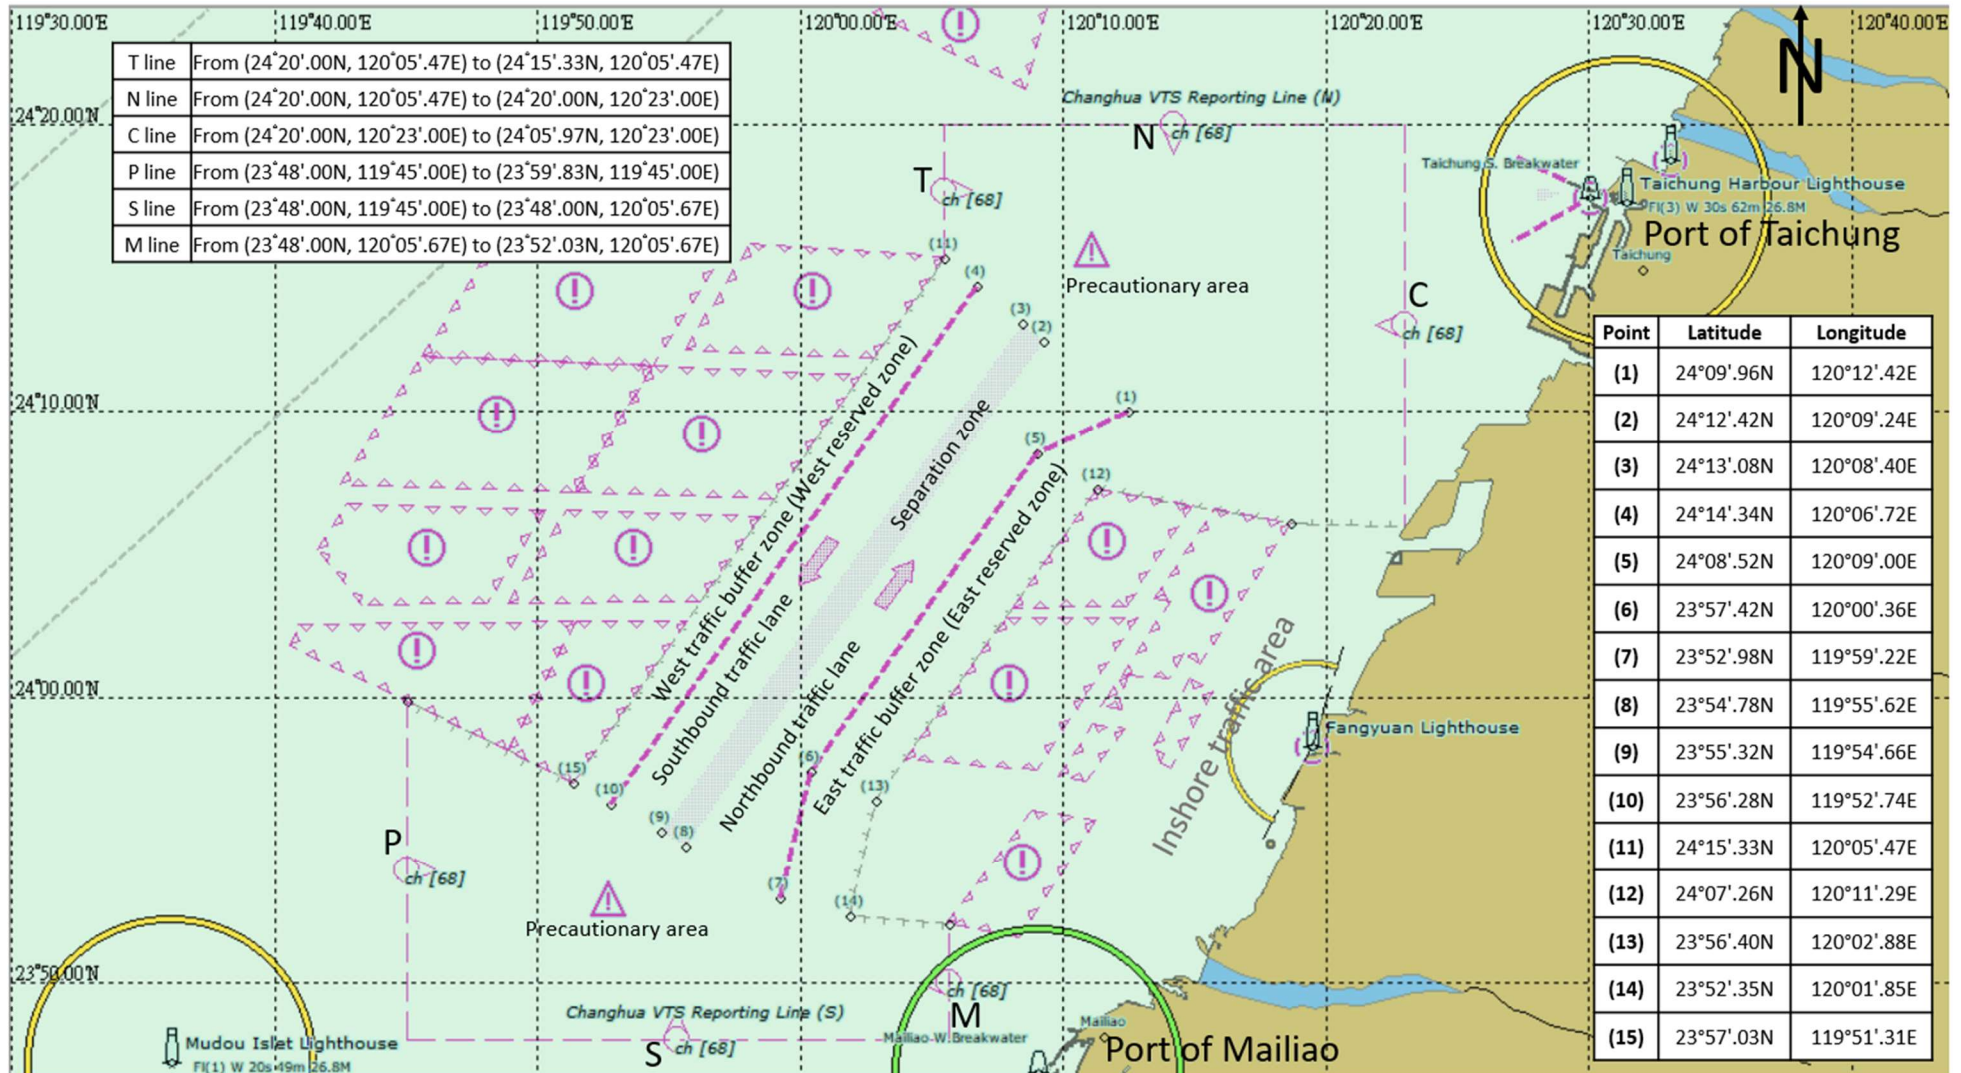 119°30'.00'E 119°40'.00'E 119°50'.00'E 120°00'.00'E 120°10'.00'E 120°20'.00'E 120°30'.00'E 120°40'.00'E
N
T line From (24°20'.00N, 120°05'.47E) to (24°15'.33N, 120°05'.47E)
N line From (24°20'.00N, 120°05'.47E) to (24°20'.00N, 120°23'.00E)
C line From (24°20'.00N, 120°23'.00E) to (24°05'.97N, 120°23'.00E)
P line From (23°48'.00N, 119°45'.00E) to (23°59'.83N, 119°45'.00E)
S line From (23°48'.00N, 119°45'.00E) to (23°48'.00N, 120°05'.67E)
M line From (23°48'.00N, 120°05'.67E) to (23°52'.03N, 120°05'.67E)
24°20'.00'N
Changhua VTS Reporting Line (N)
N
ch [68]
T
ch [68]
Taichung S. Breakwater
Taichung Harbour Lighthouse
Fl(3) W 30s 62m 26.8M
Port of Taichung
Taichung
(11)
(4)
Precautionary area
(3)
(2)
C
ch [68]
24°10'.00'N
(1)
(5)
(12)
West traffic buffer zone (West reserved zone)
Southbound traffic lane
Separation zone
Northbound traffic lane
East traffic buffer zone (East reserved zone)
Inshore traffic area
24°00'.00'N
Fangyuan Lighthouse
(6)
(15)
(10)
(13)
(9)
(8)
P
ch [68]
(7)
(14)
Precautionary area
23°50'.00'N
ch [68]
M
Changhua VTS Reporting Line (S)
S
ch [68]
Mailiao W.Breakwater
Mailiao
Port of Mailiao
Mudou Islet Lighthouse
Fl(1) W 20s 49m 26.8M
Point Latitude Longitude
(1) 24°09'.96N 120°12'.42E
(2) 24°12'.42N 120°09'.24E
(3) 24°13'.08N 120°08'.40E
(4) 24°14'.34N 120°06'.72E
(5) 24°08'.52N 120°09'.00E
(6) 23°57'.42N 120°00'.36E
(7) 23°52'.98N 119°59'.22E
(8) 23°54'.78N 119°55'.62E
(9) 23°55'.32N 119°54'.66E
(10) 23°56'.28N 119°52'.74E
(11) 24°15'.33N 120°05'.47E
(12) 24°07'.26N 120°11'.29E
(13) 23°56'.40N 120°02'.88E
(14) 23°52'.35N 120°01'.85E
(15) 23°57'.03N 119°51'.31E